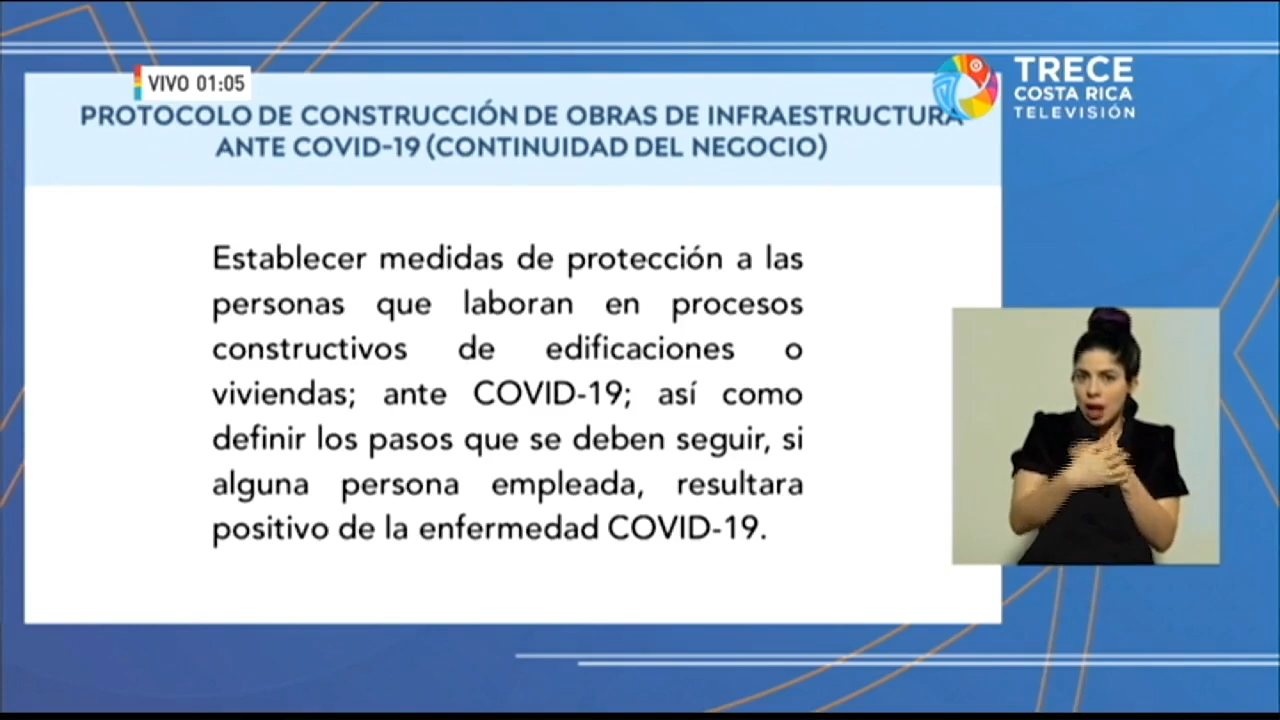 VIVO 01:05
TRECE
COSTA RICA
TELEVISIÓN
PROTOCOLO DE CONSTRUCCIÓN DE OBRAS DE INFRAESTRUCTURA
ANTE COVID-19 (CONTINUIDAD DEL NEGOCIO)
Establecer medidas de protección a las
personas que laboran en procesos
constructivos de edificaciones o
viviendas; ante COVID-19; así como
definir los pasos que se deben seguir, si
alguna persona empleada, resultara
positivo de la enfermedad COVID-19.